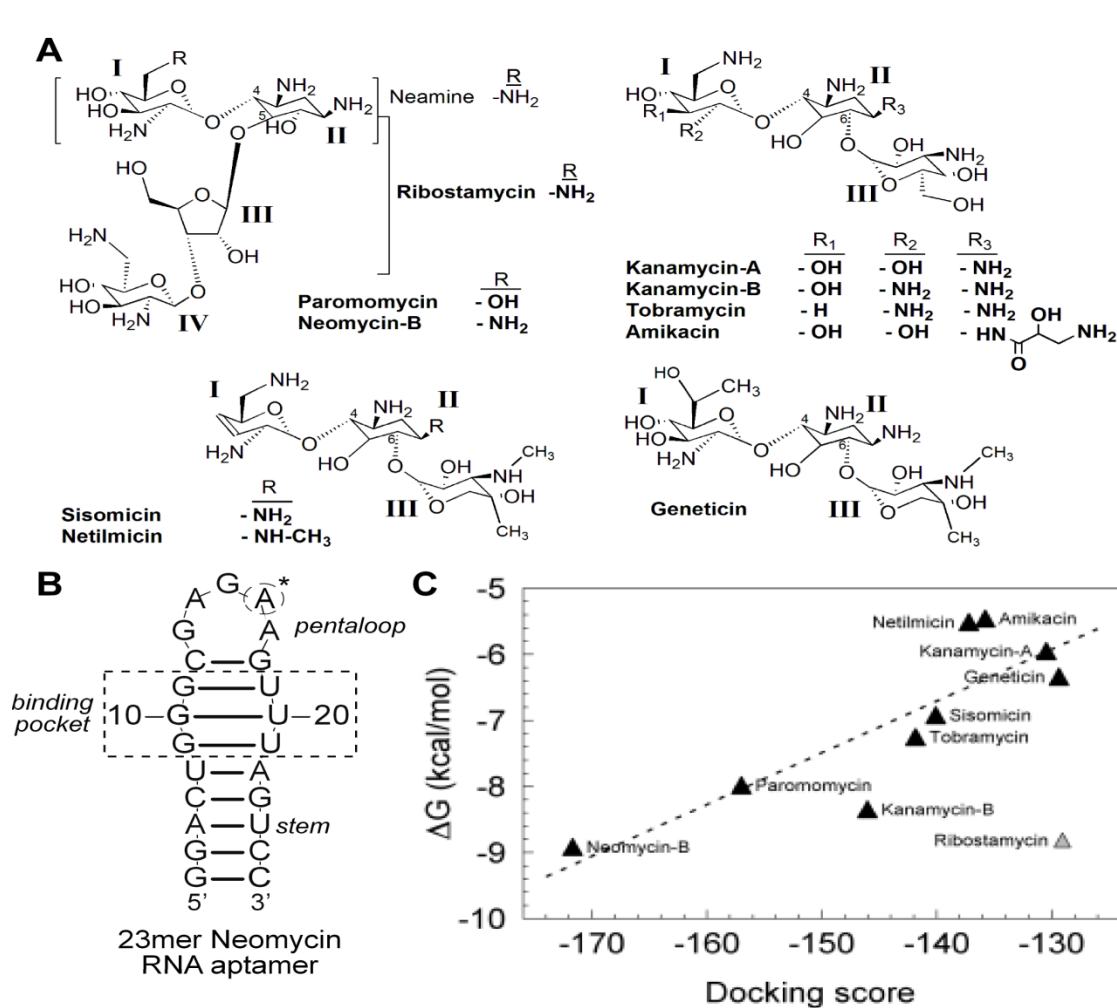 A
I
R
HO
HO
H₂N
O
O
4
5
NH₂
NH₂
HO
II
Neamine
R
-NH₂
O
HO
O
III
OH
Ribostamycin
R
-NH₂
H₂N
HO
HO
H₂N
O
O
IV
R
Paromomycin - OH
Neomycin-B - NH₂
I
NH₂
HO
R₁
R₂
O
O
4
NH₂
II
R₃
HO
6
O
OH
NH₂
OH
O
III
OH
R₁ R₂ R₃
Kanamycin-A - OH - OH - NH₂
Kanamycin-B - OH - NH₂ - NH₂
Tobramycin - H - NH₂ - NH₂
Amikacin - OH - OH -
HN
O
OH
NH₂
I
NH₂
O
H₂N
O
4
NH₂
II
R
HO
6
O
OH
NH
CH₃
OH
O
III
CH₃
R
Sisomicin - NH₂
Netilmicin - NH-CH₃
HO
CH₃
I
HO
HO
H₂N
O
O
4
NH₂
II
NH₂
HO
6
O
OH
NH
CH₃
OH
O
III
CH₃
Geneticin
B
G
A *
A
A
G
pentaloop
C G
G U
binding
pocket
10 G U 20
G U
U A
C G
A U
stem
G C
G C
5’ 3’
23mer Neomycin
RNA aptamer
C
ΔG (kcal/mol)
-5
-6
-7
-8
-9
-10
Netilmicin
Amikacin
Kanamycin-A
Geneticin
Sisomicin
Tobramycin
Paromomycin
Kanamycin-B
Neomycin-B
Ribostamycin
-170 -160 -150 -140 -130
Docking score